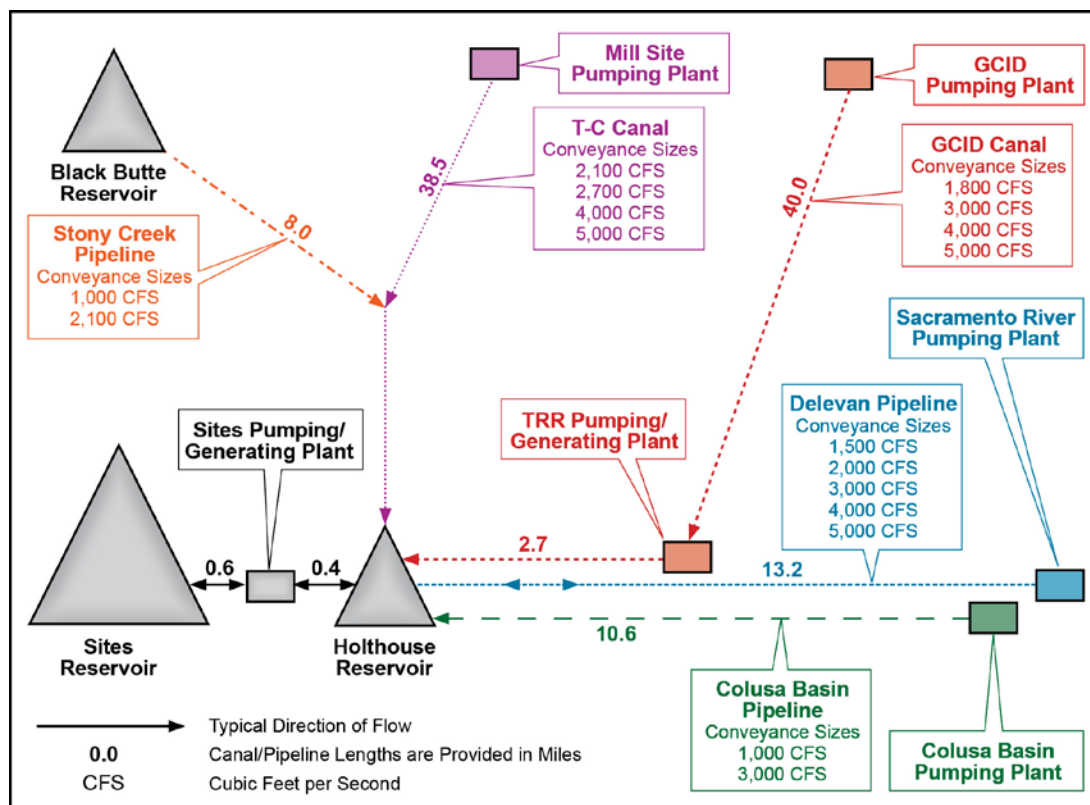 Mill Site
Pumping Plant
GCID
Pumping Plant
Black Butte
Reservoir
T-C Canal
Conveyance Sizes
2,100 CFS
2,700 CFS
4,000 CFS
5,000 CFS
38.5
GCID Canal
Conveyance Sizes
1,800 CFS
3,000 CFS
4,000 CFS
5,000 CFS
40.0
8.0
Stony Creek
Pipeline
Conveyance Sizes
1,000 CFS
2,100 CFS
Sacramento River
Pumping Plant
Sites Pumping/
Generating Plant
TRR Pumping/
Generating Plant
Delevan Pipeline
Conveyance Sizes
1,500 CFS
2,000 CFS
3,000 CFS
4,000 CFS
5,000 CFS
2.7
0.6
0.4
13.2
10.6
Sites
Reservoir
Holthouse
Reservoir
Colusa Basin
Pipeline
Conveyance Sizes
1,000 CFS
3,000 CFS
Colusa Basin
Pumping Plant
Typical Direction of Flow
0.0 Canal/Pipeline Lengths are Provided in Miles
CFS Cubic Feet per Second